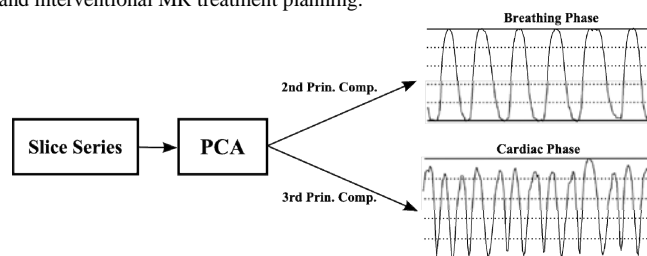 and interventional MR treatment planning.
Breathing Phase
2nd Prin. Comp.
Slice Series
PCA
Cardiac Phase
3rd Prin. Comp.